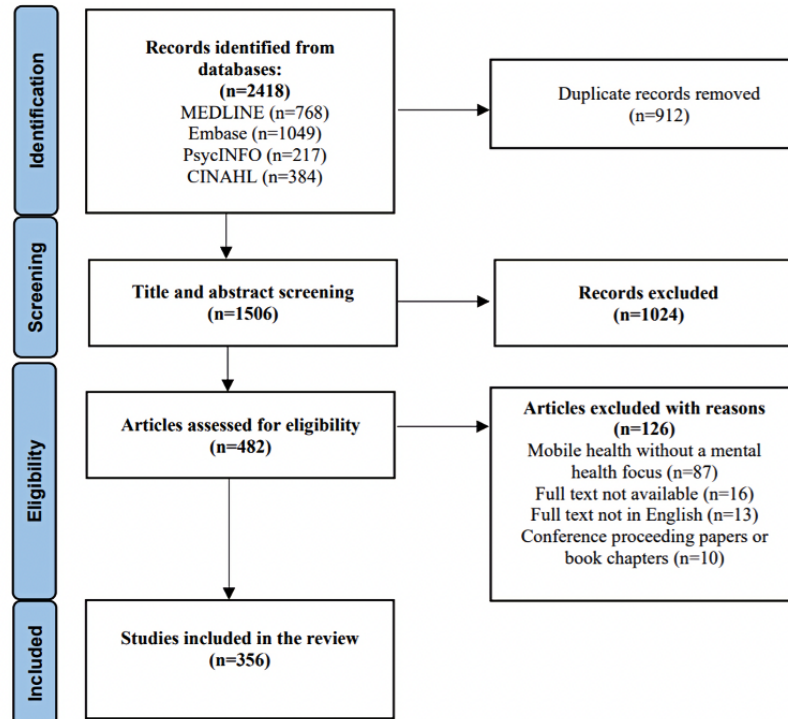 Identification
Records identified from
databases:
(n=2418)
MEDLINE (n=768)
Embase (n=1049)
PsycINFO (n=217)
CINAHL (n=384)
Duplicate records removed
(n=912)
Screening
Title and abstract screening
(n=1506)
Records excluded
(n=1024)
Eligibility
Articles assessed for eligibility
(n=482)
Articles excluded with reasons
(n=126)
Mobile health without a mental
health focus (n=87)
Full text not available (n=16)
Full text not in English (n=13)
Conference proceeding papers or
book chapters (n=10)
Included
Studies included in the review
(n=356)